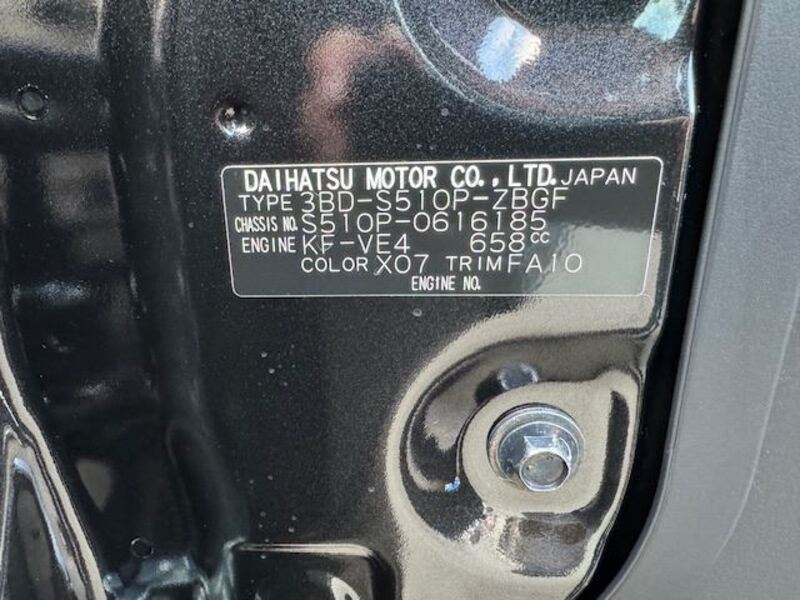 DAIHATSU MOTOR CO., LTD. JAPAN
TYPE 3BD-S510P-ZBGF
CHASSIS NO. S510P-0616185
ENGINE KF-VE4 658cc
COLOR X07 TRIM FA10
ENGINE NO.